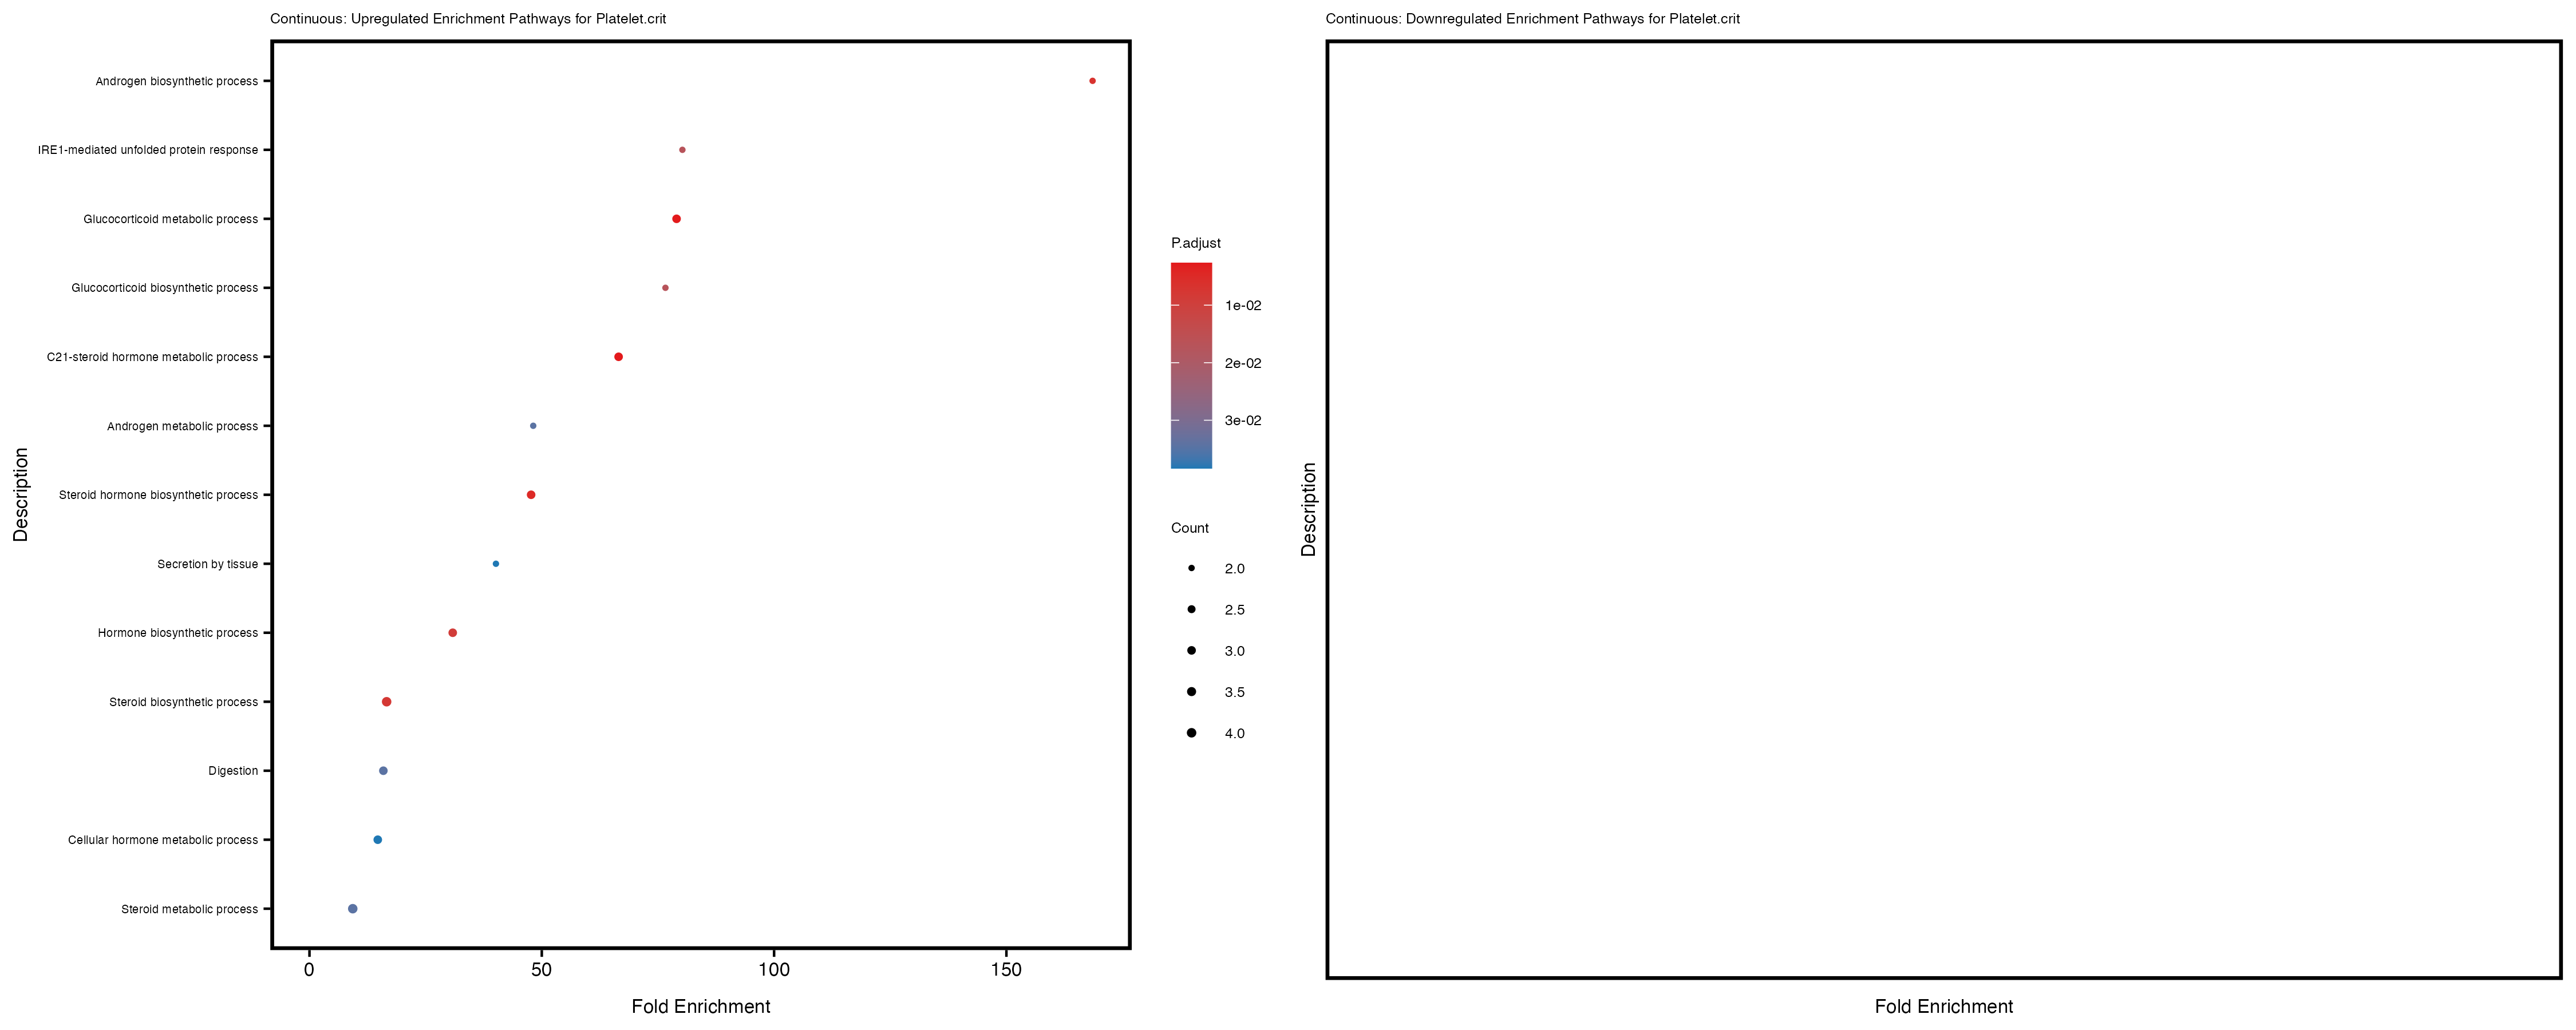 Continuous: Upregulated Enrichment Pathways for Platelet.crit
Description
Androgen biosynthetic process
IRE1-mediated unfolded protein response
Glucocorticoid metabolic process
Glucocorticoid biosynthetic process
C21-steroid hormone metabolic process
Androgen metabolic process
Steroid hormone biosynthetic process
Secretion by tissue
Hormone biosynthetic process
Steroid biosynthetic process
Digestion
Cellular hormone metabolic process
Steroid metabolic process
0 50 100 150
Fold Enrichment
P.adjust
1e-02
2e-02
3e-02
Count
2.0
2.5
3.0
3.5
4.0
Continuous: Downregulated Enrichment Pathways for Platelet.crit
Description
Fold Enrichment